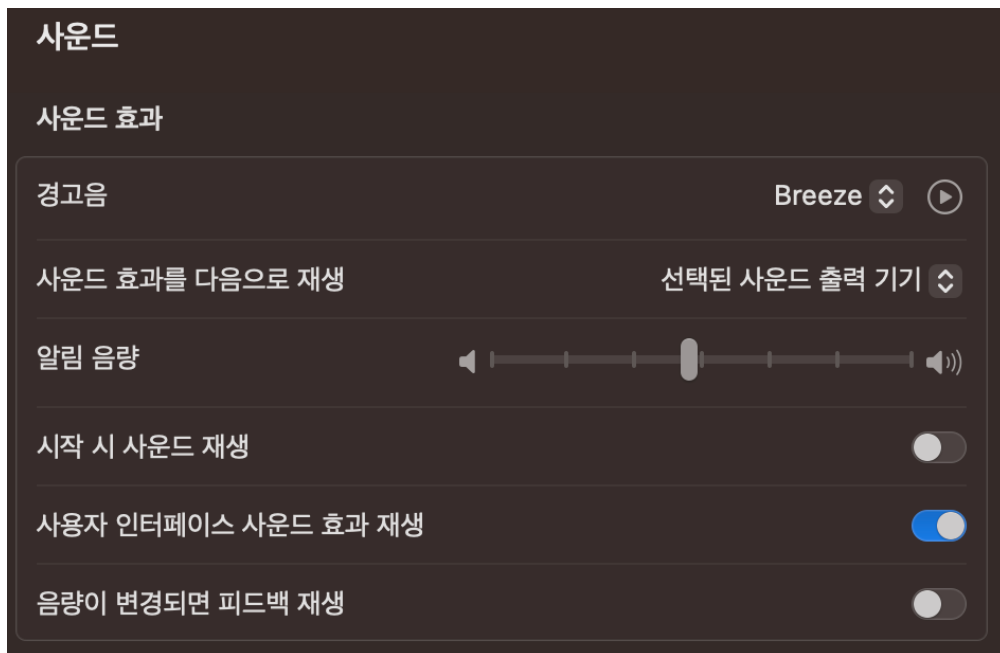 사운드
사운드 효과
경고음 Breeze
사운드 효과를 다음으로 재생 선택된 사운드 출력 기기
알림 음량
시작 시 사운드 재생
사용자 인터페이스 사운드 효과 재생
음량이 변경되면 피드백 재생